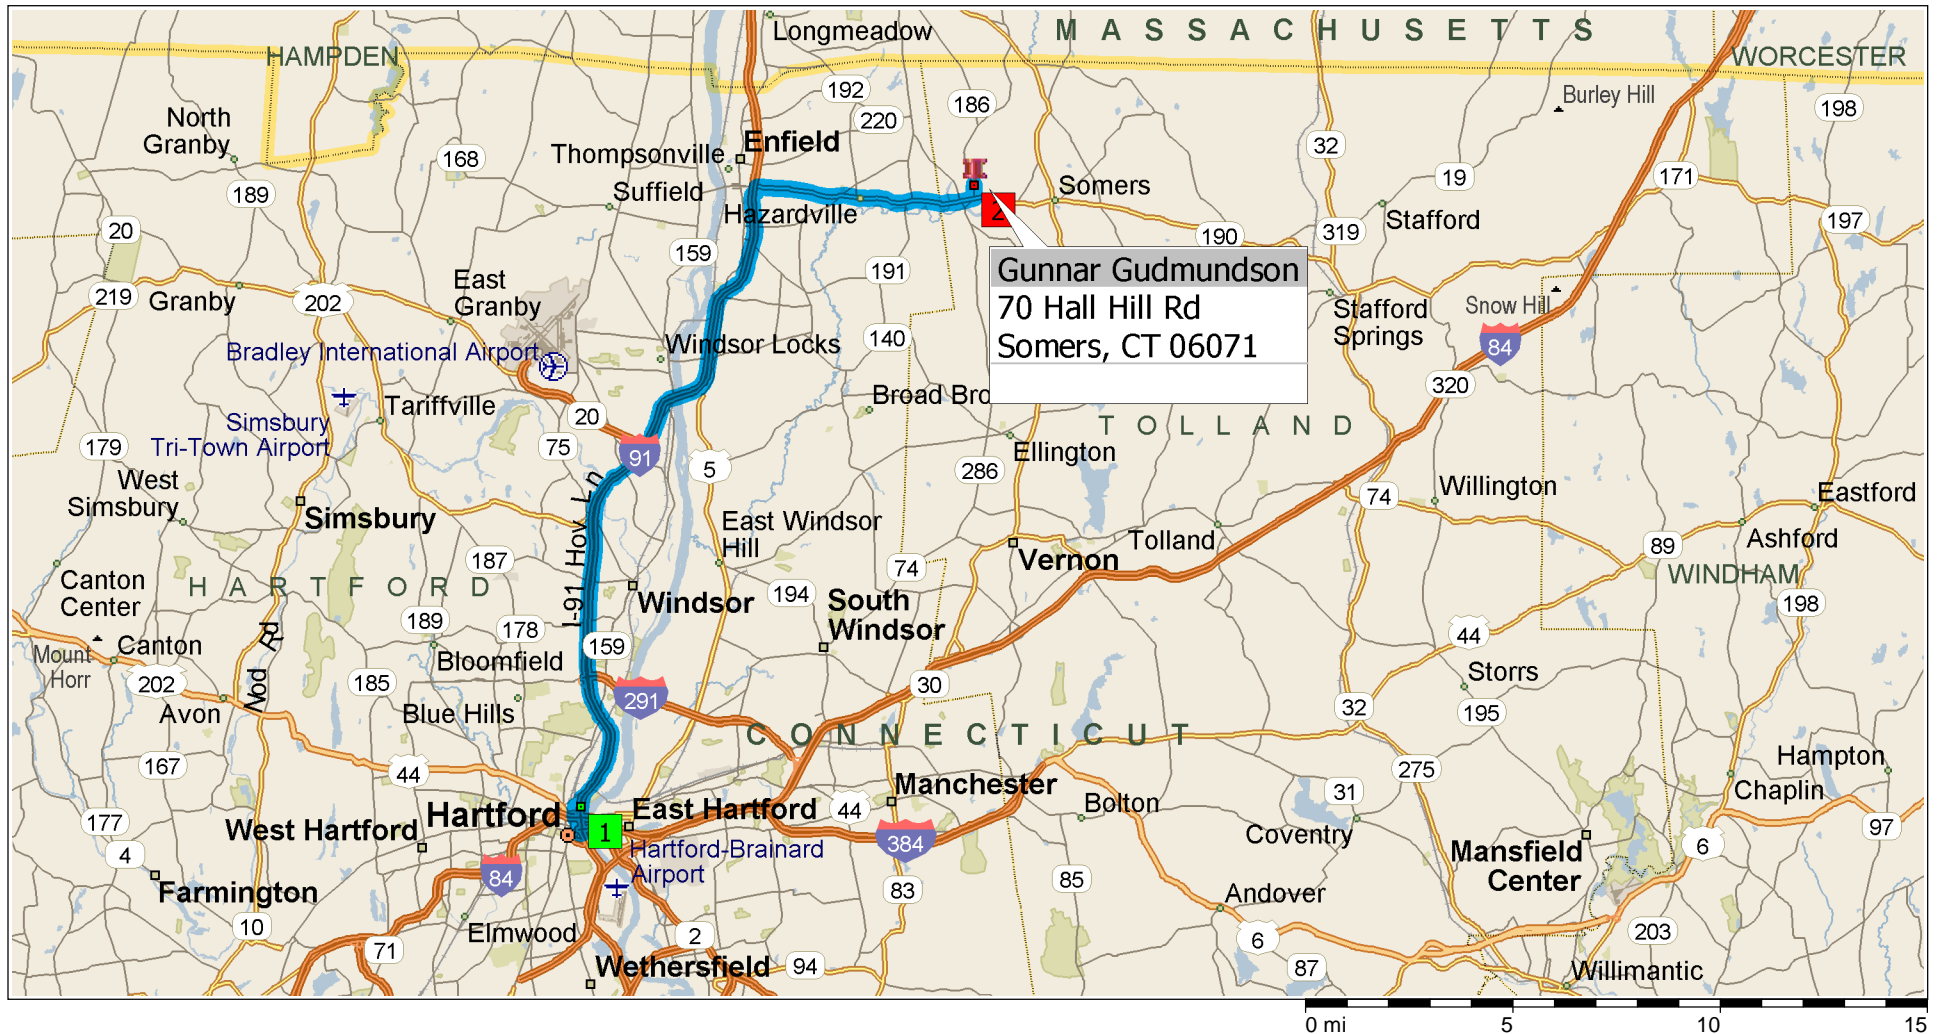 Longmeadow
M A S S A C H U S E T T S
HAMPDEN
WORCESTER
192
186
Burley Hill
198
North
Granby
220
168
Thompsonville
Enfield
32
189
Suffield
Hazardville
2
Somers
19
171
Stafford
20
159
190
319
197
219
Granby
202
East
Granby
191
Gunnar Gudmundson
70 Hall Hill Rd
Somers, CT 06071
Stafford
Springs
Snow Hill
84
Bradley International Airport
Windsor Locks
140
320
Simsbury
Tri-Town Airport
Tariffville
20
Broad Bro
T O L L A N D
179
75
91
5
286
Ellington
West
Simsbury
Simsbury
I-91 Hov Ln
East Windsor
Hill
74
Willington
Eastford
187
Vernon
Tolland
89
Ashford
Canton
Center
H A R T F O R D
74
WINDHAM
194
Windsor
South
Windsor
198
189
178
159
44
Nod Rd
Canton
Mount
Horr
Bloomfield
202
185
291
30
Storrs
195
Avon
Blue Hills
32
C O N N E C T I C U T
167
44
275
Hampton
Chaplin
Hartford
East Hartford
44
Manchester
Bolton
31
177
West Hartford
1
Coventry
97
4
Hartford-Brainard
Airport
384
6
Mansfield
Center
84
Farmington
83
85
Andover
10
71
Elmwood
2
6
203
Wethersfield
94
87
Willimantic
0 mi
5
10
15